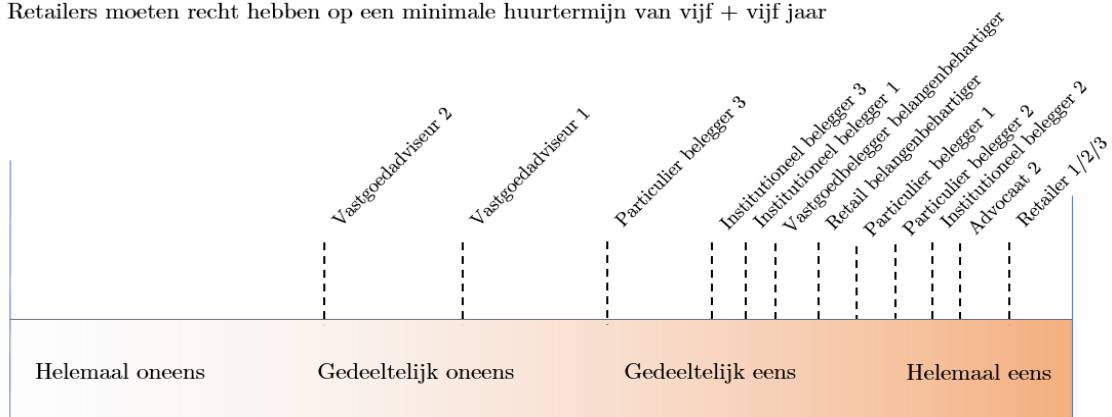 Retailers moeten recht hebben op een minimale huurtermijn van vijf + vijf jaar
Vastgoedadviseur 2
Vastgoedadviseur 1
Particulier belegger 3
Institutioneel belegger 3
Institutioneel belegger 1
Vastgoedbelegger belangenbehartiger
Retail belangenbehartiger
Particulier belegger 1
Particulier belegger 2
Institutioneel belegger 2
Advocaat 2
Retailer 1/2/3
Helemaal oneens
Gedeeltelijk oneens
Gedeeltelijk eens
Helemaal eens